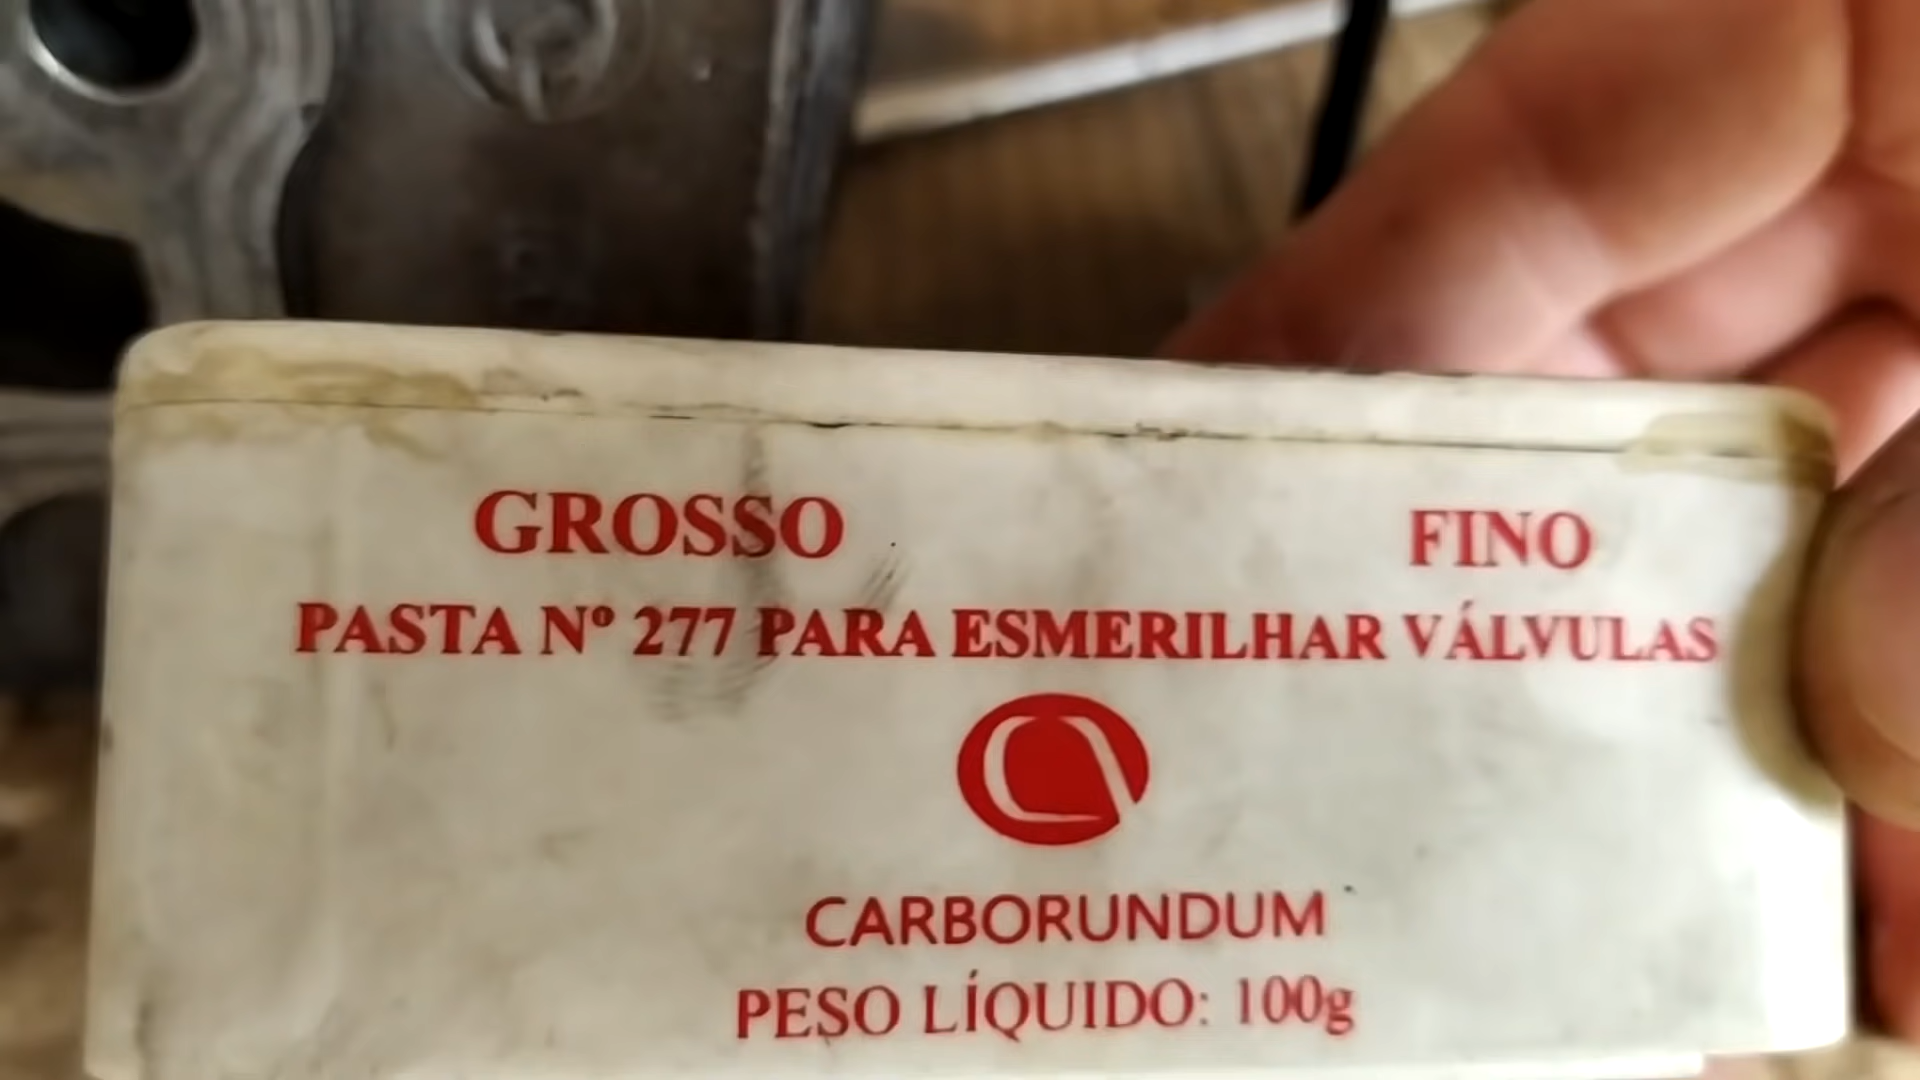 GROSSO FINO
PASTA Nº 277 PARA ESMERILHAR VÁLVULAS
CARBORUNDUM
PESO LÍQUIDO: 100g